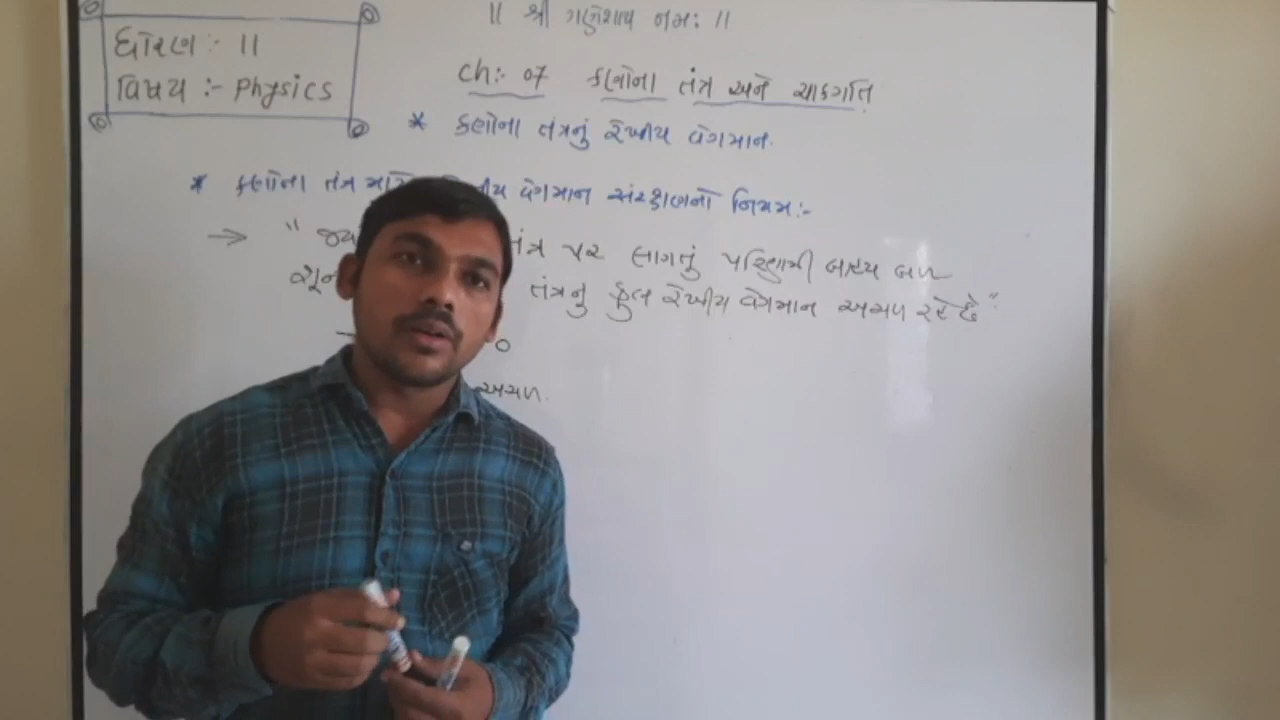 ॥ શ્રી ગણેશાય નમઃ ॥
ધોરણ :- 11
વિષય :- Physics
Ch:- 07 કણોના તંત્ર અને ચાકગતિ
* કણોના તંત્રનું રેખીય વેગમાન.
* કણોના તંત્ર વેગમાન સંરક્ષણનો નિયમ:-
→ " તંત્ર પર લાગતું પરિણામી બાહ્ય બળ
તંત્રનું કુલ રેખીય વેગમાન અચળ રહે છે"
0
અચળ.